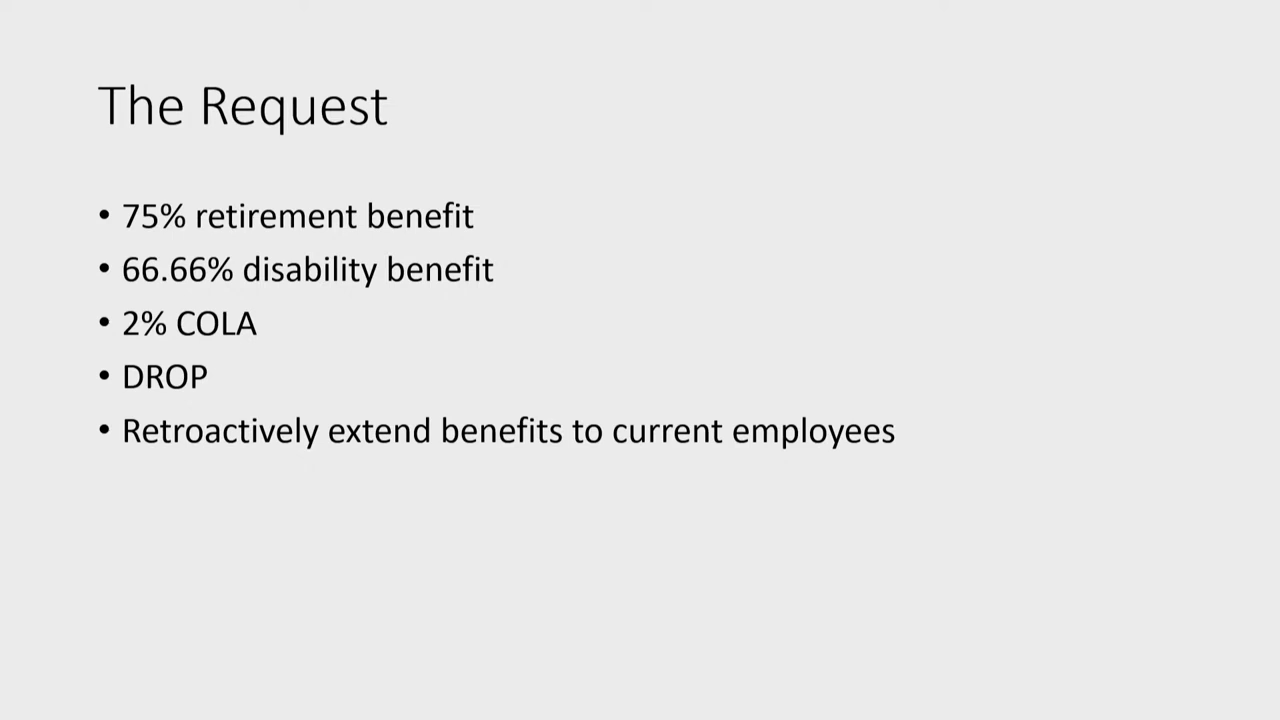 The Request
• 75% retirement benefit
• 66.66% disability benefit
• 2% COLA
• DROP
• Retroactively extend benefits to current employees